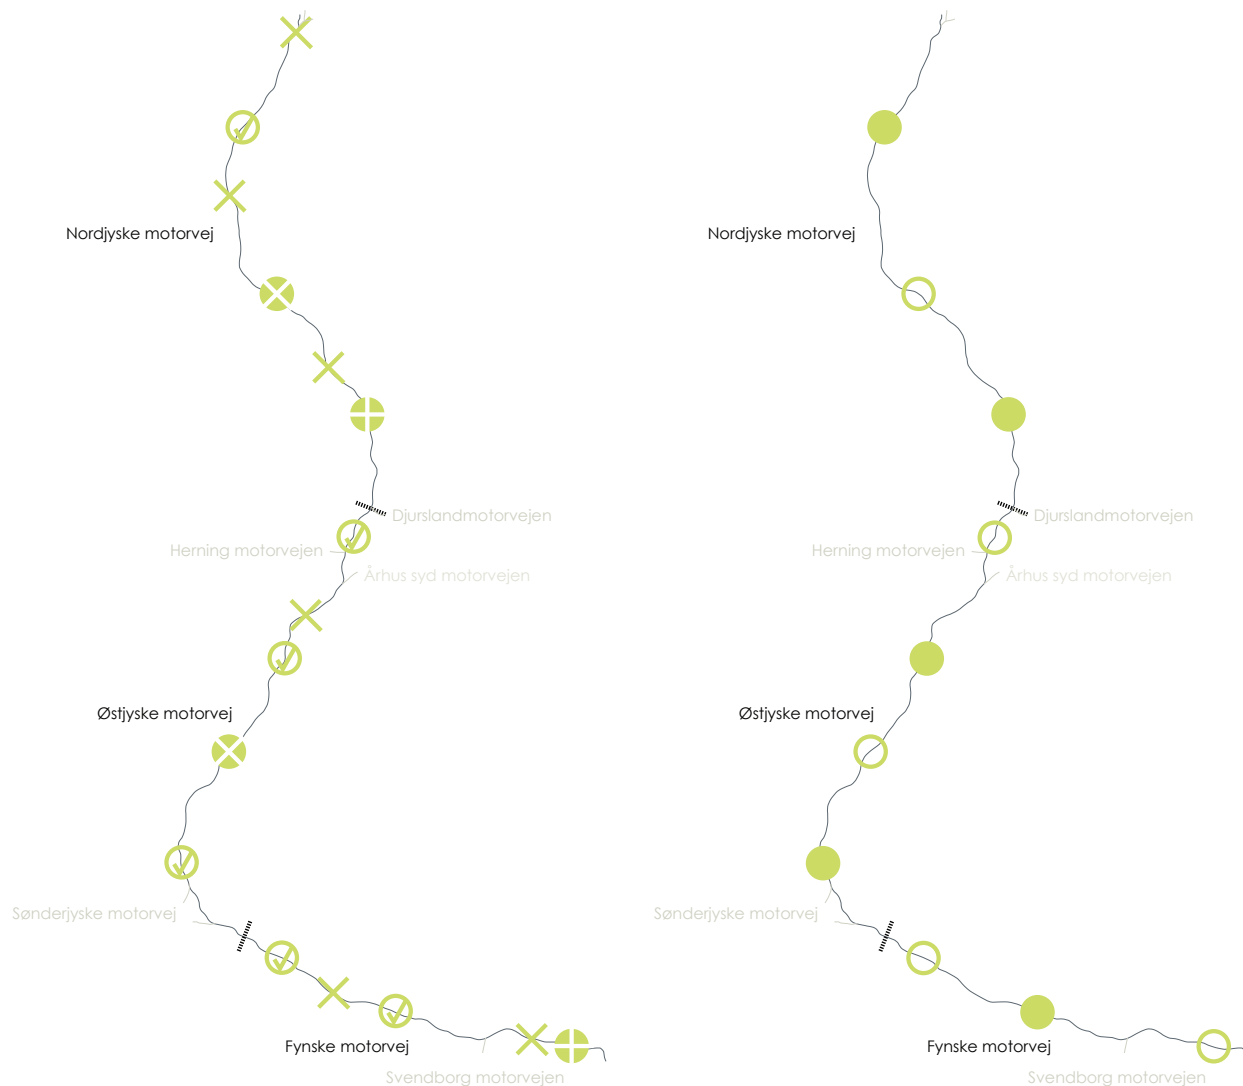 Nordjyske motorvej
Djurslandmotorvejen
Herning motorvejen
Århus syd motorvejen
Østjyske motorvej
Sønderjyske motorvej
Fynske motorvej
Svendborg motorvejen
Nordjyske motorvej
Djurslandmotorvejen
Herning motorvejen
Århus syd motorvejen
Østjyske motorvej
Sønderjyske motorvej
Fynske motorvej
Svendborg motorvejen